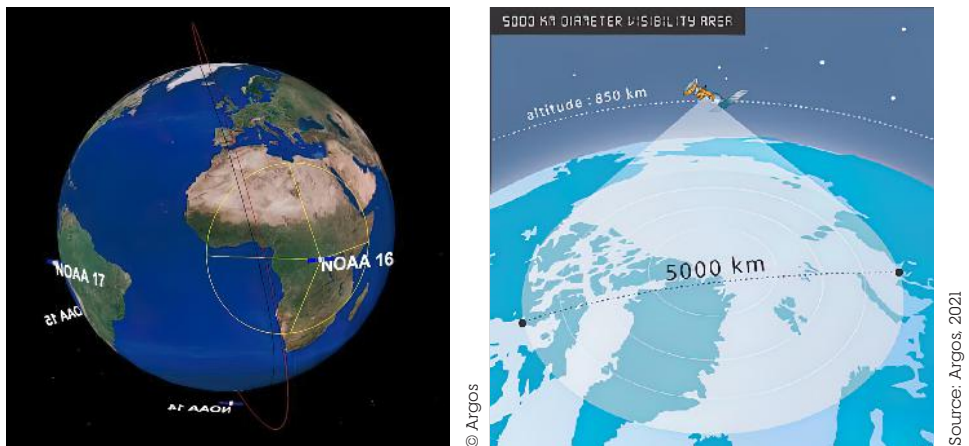 NOAA 16
NOAA 17
NOAA 15
NOAA 14
© Argos
5000 KM DIAMETER VISIBILITY AREA
altitude : 850 km
5000 km
Source: Argos, 2021